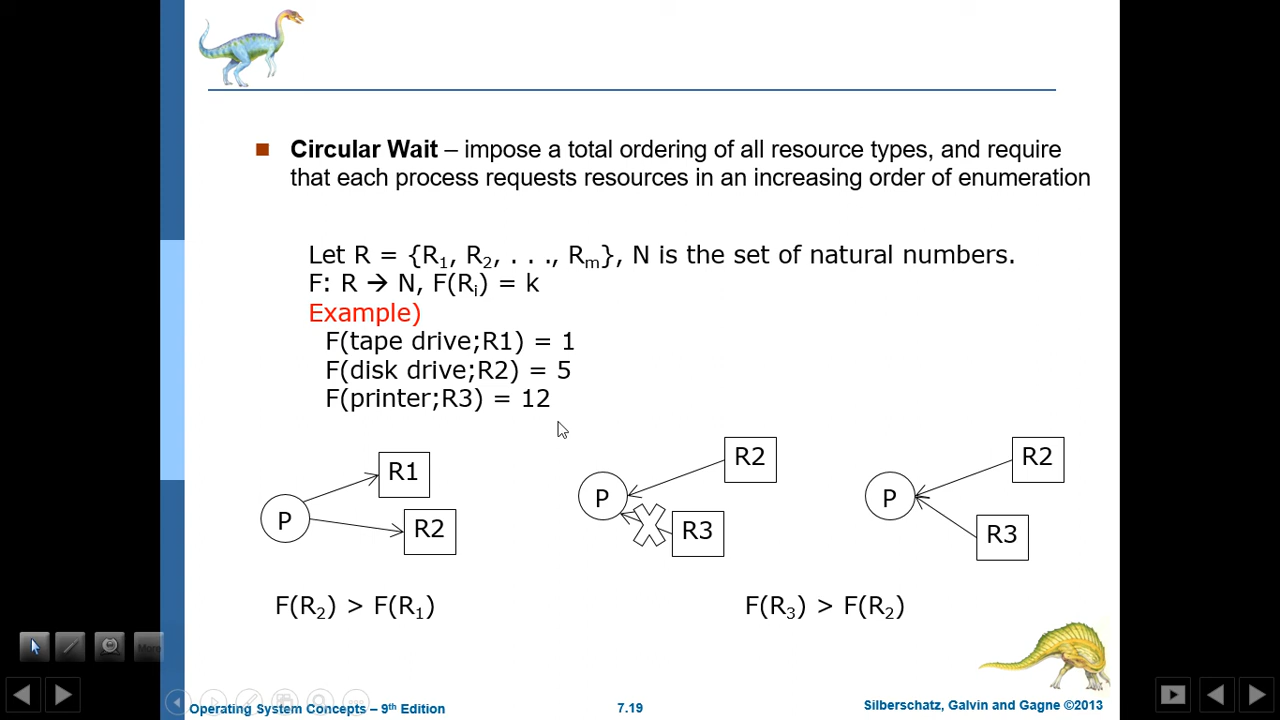 ■ Circular Wait – impose a total ordering of all resource types, and require
that each process requests resources in an increasing order of enumeration
Let R = {R₁, R₂, . . ., Rₘ}, N is the set of natural numbers.
F: R → N, F(Rᵢ) = k
Example)
F(tape drive;R1) = 1
F(disk drive;R2) = 5
F(printer;R3) = 12
P
R1
R2
P
R2
R3
P
R2
R3
F(R₂) > F(R₁)
F(R₃) > F(R₂)
More
Operating System Concepts – 9th Edition
7.19
Silberschatz, Galvin and Gagne ©2013